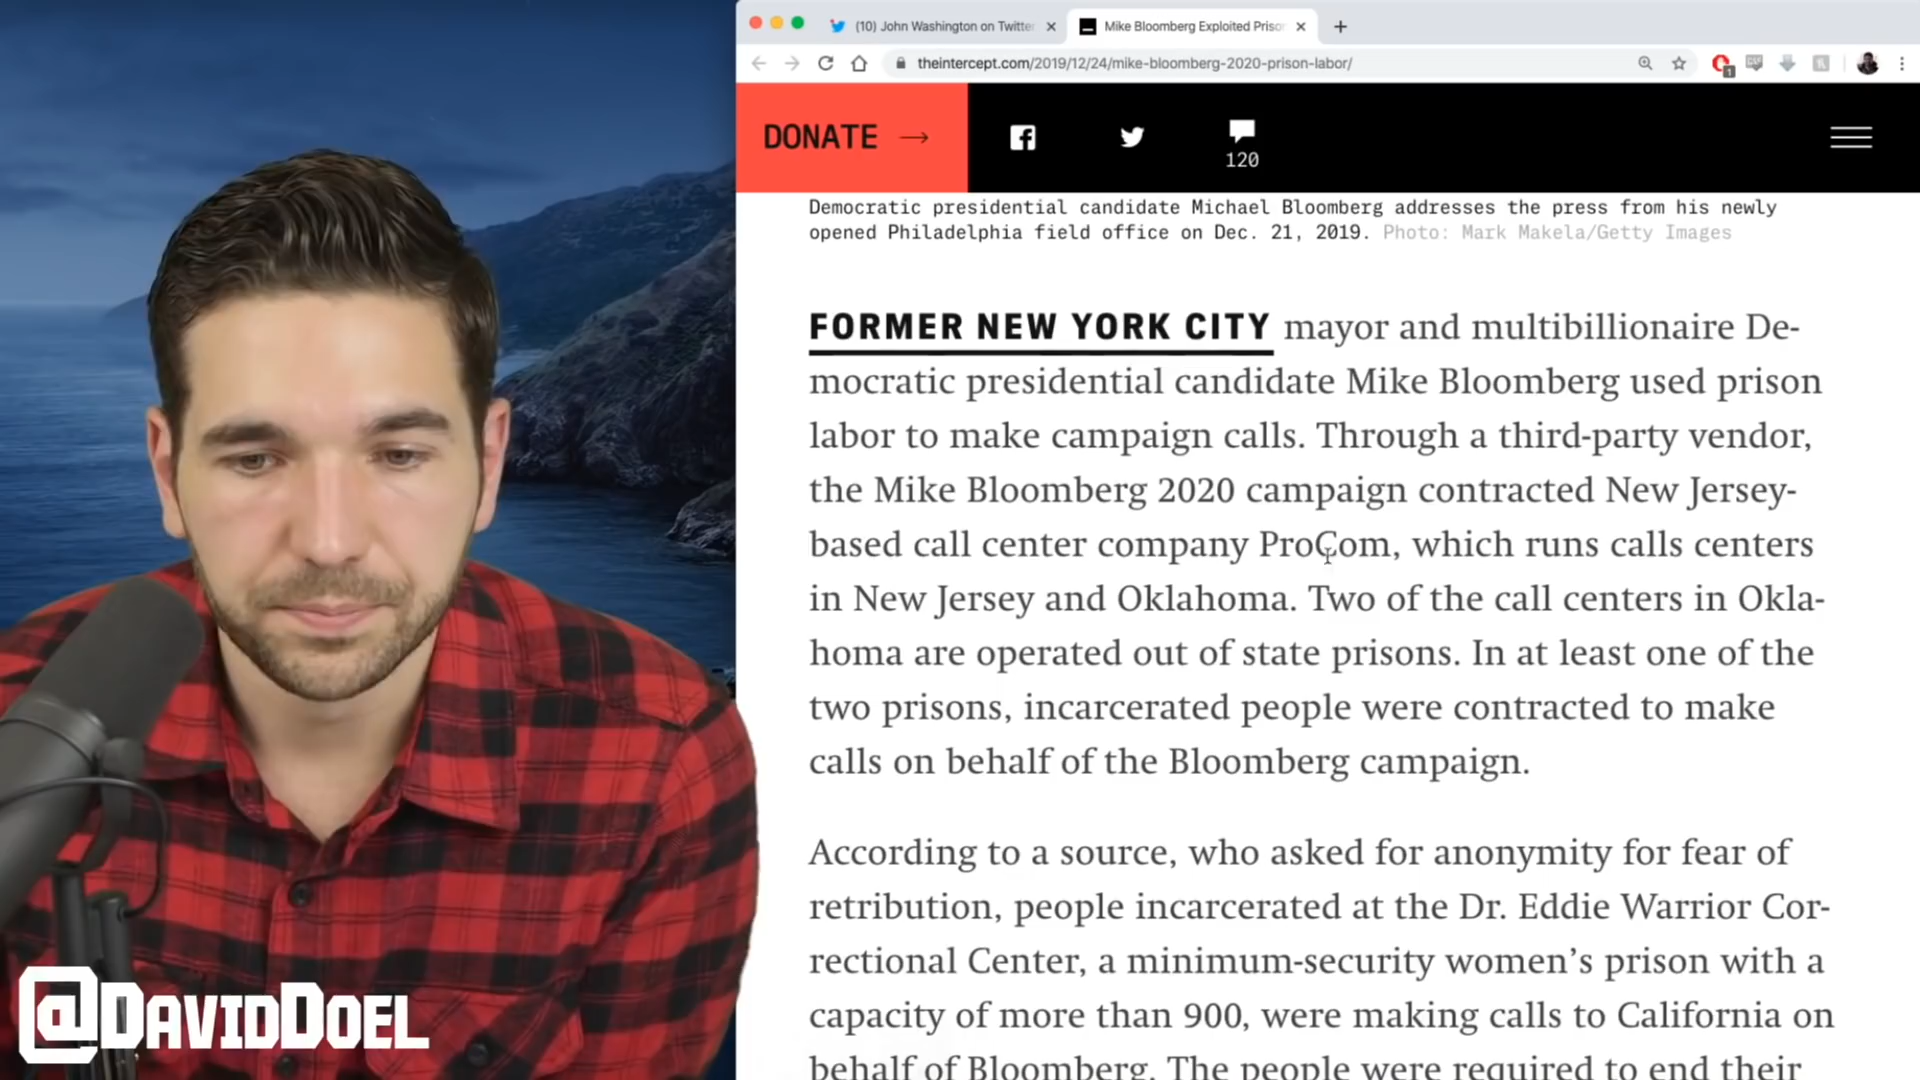 (10) John Washington on Twitter
Mike Bloomberg Exploited Prison
theintercept.com/2019/12/24/mike-bloomberg-2020-prison-labor/
1
DONATE →
120
Democratic presidential candidate Michael Bloomberg addresses the press from his newly
opened Philadelphia field office on Dec. 21, 2019. Photo: Mark Makela/Getty Images
FORMER NEW YORK CITY mayor and multibillionaire De-
mocratic presidential candidate Mike Bloomberg used prison
labor to make campaign calls. Through a third-party vendor,
the Mike Bloomberg 2020 campaign contracted New Jersey-
based call center company ProCom, which runs calls centers
in New Jersey and Oklahoma. Two of the call centers in Okla-
homa are operated out of state prisons. In at least one of the
two prisons, incarcerated people were contracted to make
calls on behalf of the Bloomberg campaign.
According to a source, who asked for anonymity for fear of
retribution, people incarcerated at the Dr. Eddie Warrior Cor-
rectional Center, a minimum-security women's prison with a
capacity of more than 900, were making calls to California on
behalf of Bloomberg. The people were required to end their
@DAVIDDOEL